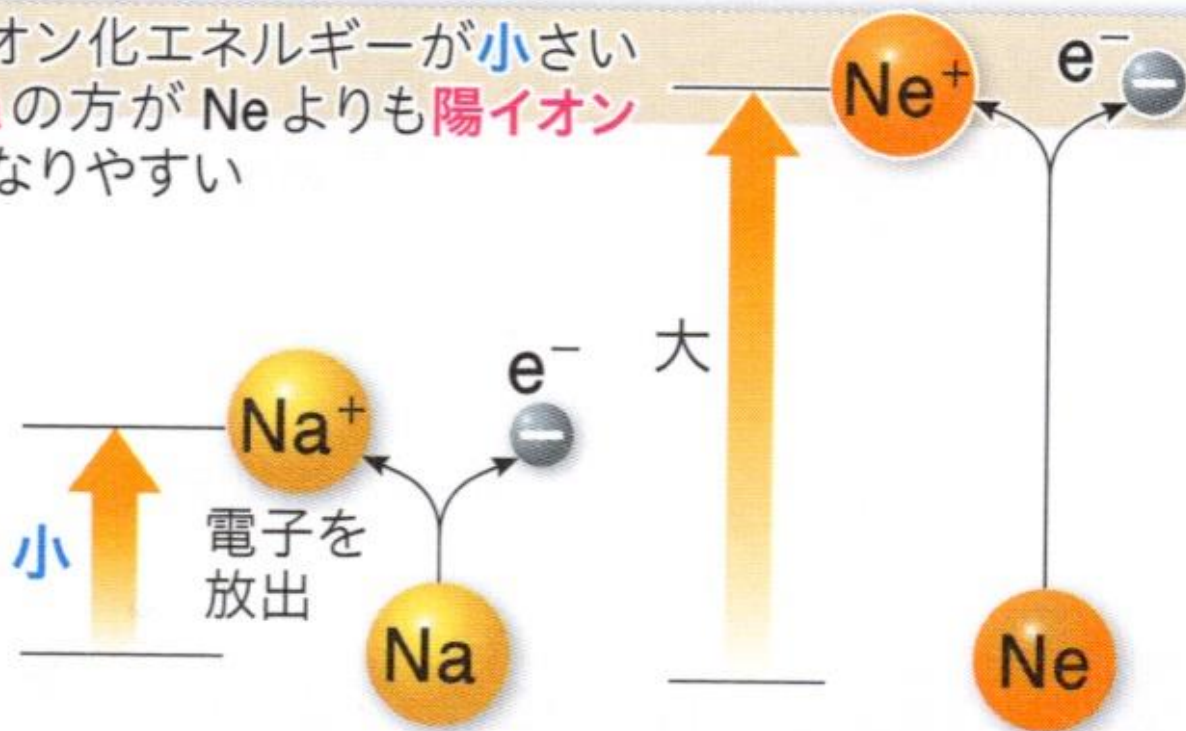 オン化エネルギーが小さい
の方が Ne よりも陽イオン
なりやすい
Ne⁺
e⁻
大
Na⁺
e⁻
小
電子を
放出
Na
Ne